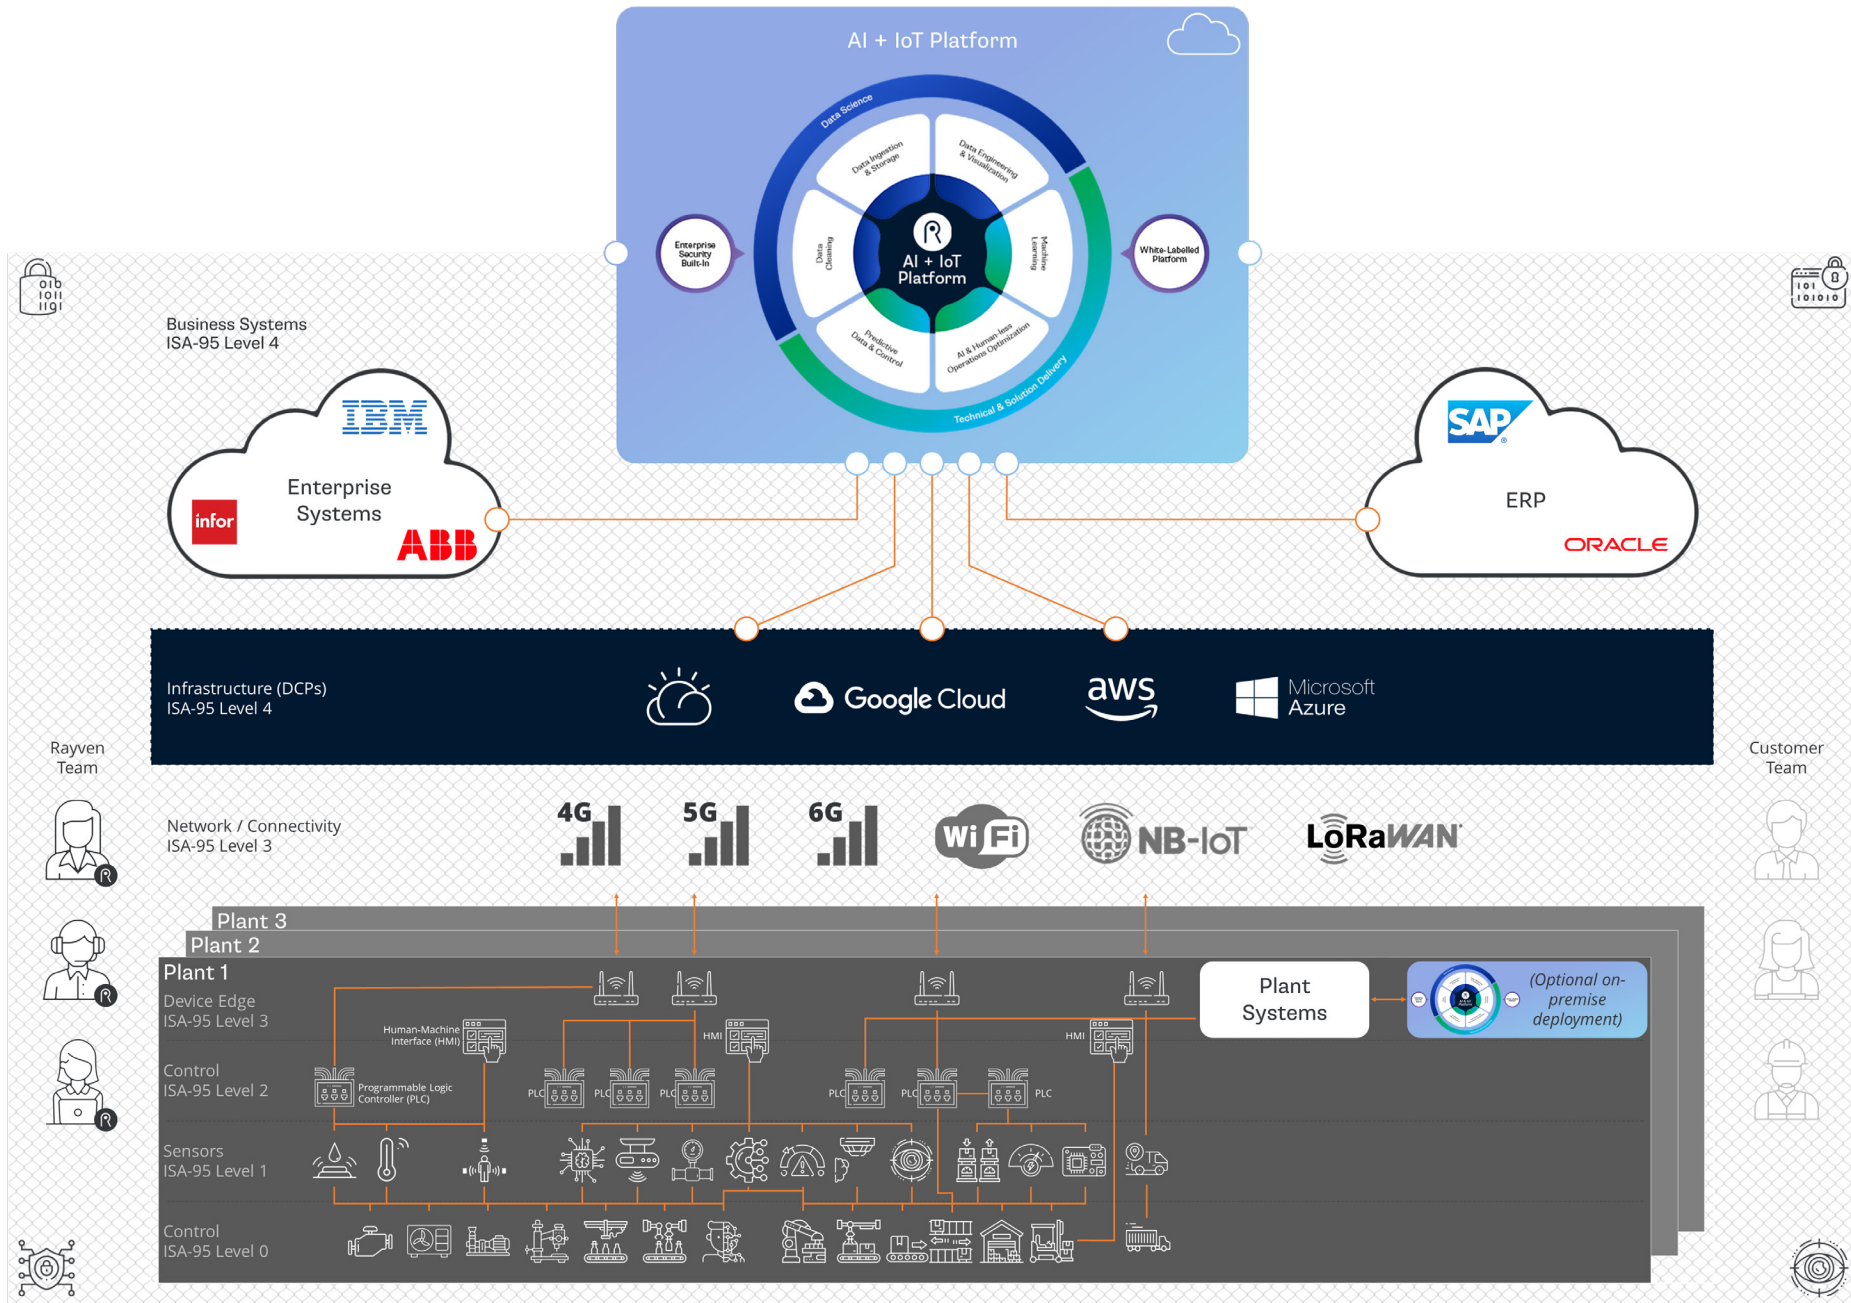 AI + IoT Platform
Data Science
Data Ingestion
& Storage
Data Engineering
& Visualization
Data
Cleaning
Machine
Learning
Predictive
Data & Control
AI & Human-less
Operations Optimization
Technical & Solution Delivery
AI + IoT
Platform
Enterprise
Security
Built-In
White-Labelled
Platform
Business Systems
ISA-95 Level 4
IBM
Enterprise
Systems
infor
ABB
SAP
ERP
ORACLE
Infrastructure (DCPs)
ISA-95 Level 4
Google Cloud
aws
Microsoft
Azure
Rayven
Team
Customer
Team
Network / Connectivity
ISA-95 Level 3
4G
5G
6G
WiFi
NB-IoT
LoRaWAN
Plant 3
Plant 2
Plant 1
Device Edge
ISA-95 Level 3
Human-Machine
Interface (HMI)
HMI
HMI
Plant
Systems
(Optional on-
premise
deployment)
Control
ISA-95 Level 2
Programmable Logic
Controller (PLC)
PLC
PLC
PLC
PLC
PLC
PLC
Sensors
ISA-95 Level 1
Control
ISA-95 Level 0